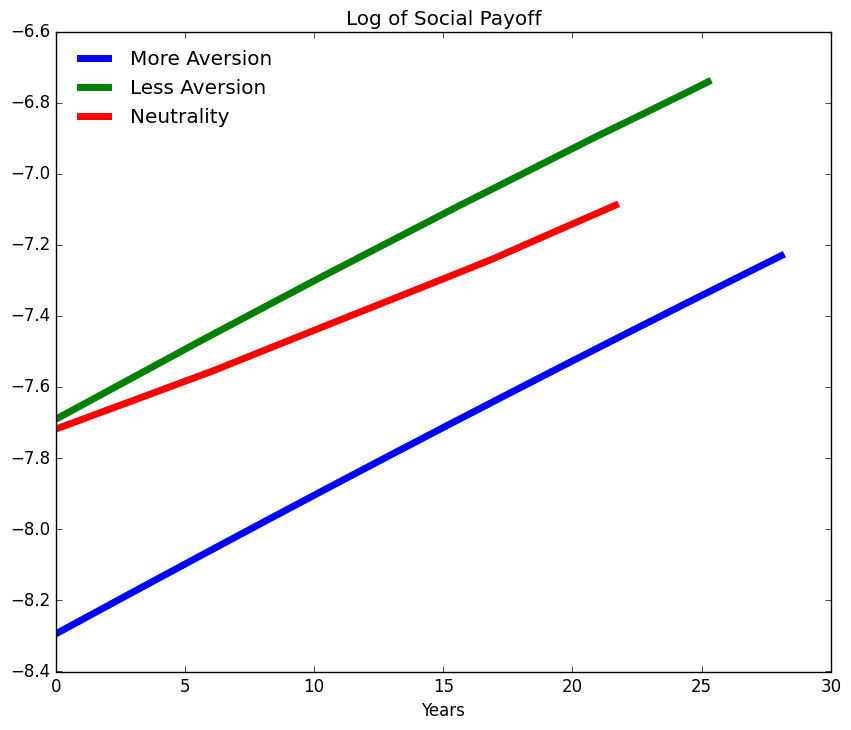 Log of Social Payoff
−6.6
−6.8
−7.0
−7.2
−7.4
−7.6
−7.8
−8.0
−8.2
−8.4
More Aversion
Less Aversion
Neutrality
0 5 10 15 20 25 30
Years